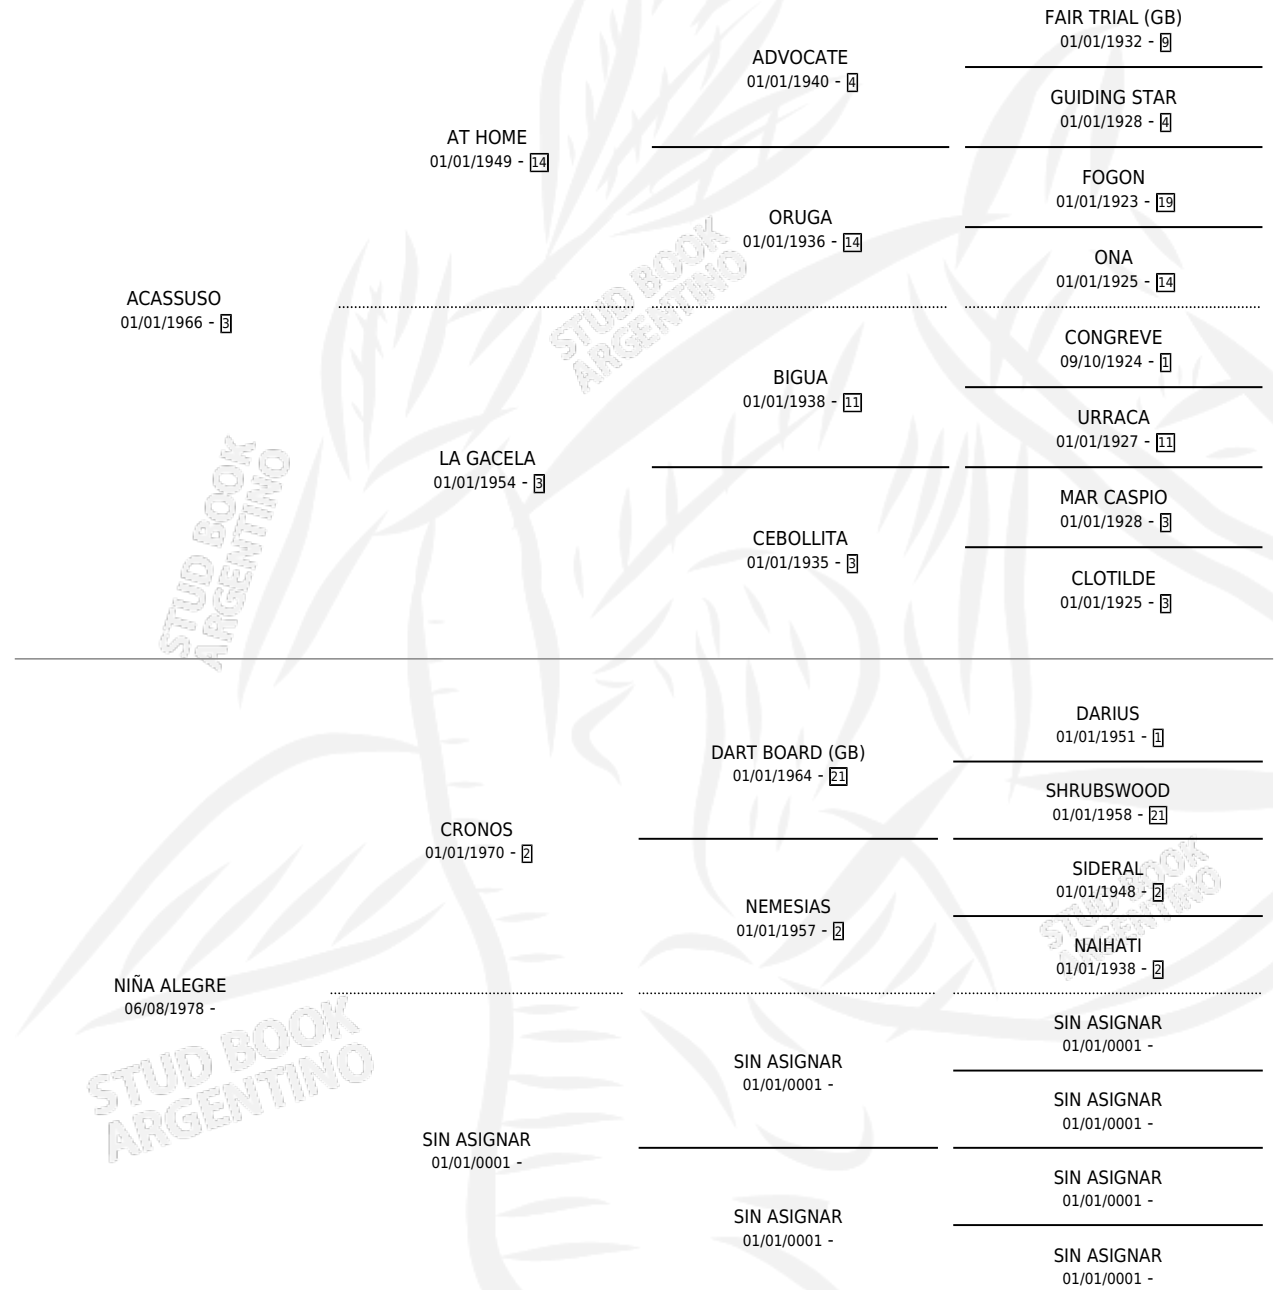 FAIR TRIAL (GB)
01/01/1932 - 9
ADVOCATE
01/01/1940 - 4
GUIDING STAR
01/01/1928 - 4
AT HOME
01/01/1949 - 14
FOGON
01/01/1923 - 19
ORUGA
01/01/1936 - 14
ONA
01/01/1925 - 14
ACASSUSO
01/01/1966 - 3
CONGREVE
09/10/1924 - 1
BIGUA
01/01/1938 - 11
URRACA
01/01/1927 - 11
LA GACELA
01/01/1954 - 3
MAR CASPIO
01/01/1928 - 3
CEBOLLITA
01/01/1935 - 3
CLOTILDE
01/01/1925 - 3
DARIUS
01/01/1951 - 1
DART BOARD (GB)
01/01/1964 - 21
SHRUBSWOOD
01/01/1958 - 21
CRONOS
01/01/1970 - 2
SIDERAL
01/01/1948 - 2
NEMESIAS
01/01/1957 - 2
NAIHATI
01/01/1938 - 2
NIÑA ALEGRE
06/08/1978 -
SIN ASIGNAR
01/01/0001 -
SIN ASIGNAR
01/01/0001 -
SIN ASIGNAR
01/01/0001 -
SIN ASIGNAR
01/01/0001 -
SIN ASIGNAR
01/01/0001 -
SIN ASIGNAR
01/01/0001 -
SIN ASIGNAR
01/01/0001 -
STUD BOOK
ARGENTINO
STUD BOOK
ARGENTINO
STUD BOOK
ARGENTINO
STUD BOOK
ARGENTINO